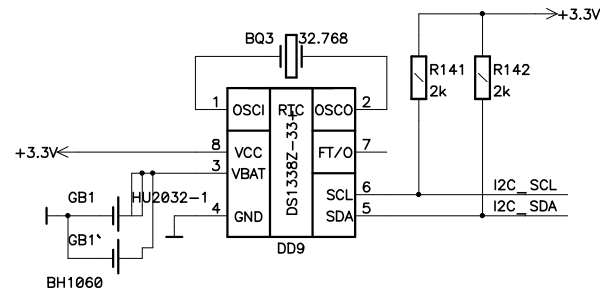 +3.3V
BQ3 32.768
R141
2k
R142
2k
1 OSCI RTC OSCO 2
DS1338Z-33+
+3.3V
8 VCC FT/O 7
3 VBAT
GB1 HU2032-1
SCL 6 I2C_SCL
4 GND SDA 5 I2C_SDA
GB1`
DD9
BH1060